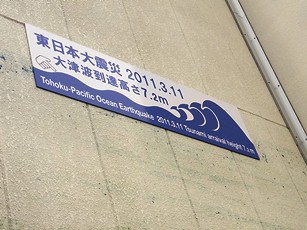 東日本大震災 2011.3.11
大津波到達高さ7.2m
Tohoku-Pacific Ocean Earthquake 2011.3.11 Tsunami arraival height 7.2m